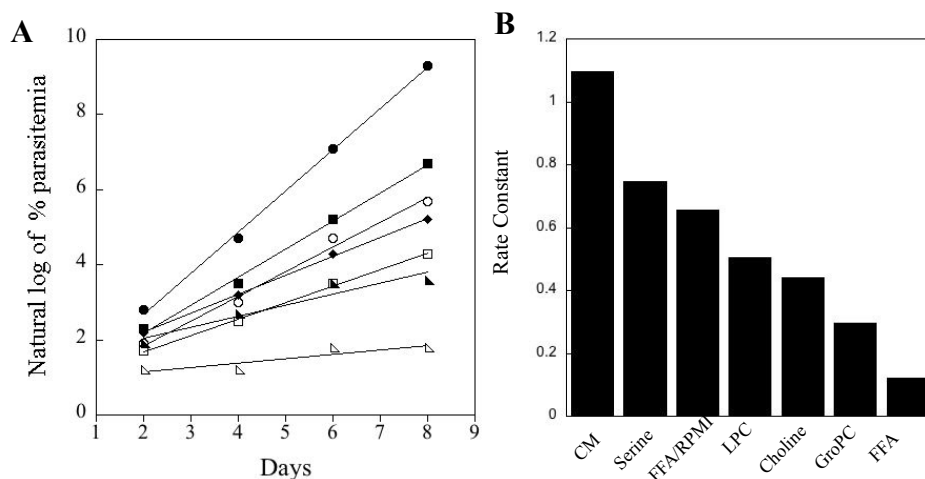 A
Natural log of % parasitemia
10
8
6
4
2
0
1 2 3 4 5 6 7 8 9
Days
B
Rate Constant
1.2
1
0.8
0.6
0.4
0.2
0
CM Serine FFA/RPMI LPC Choline GroPC FFA